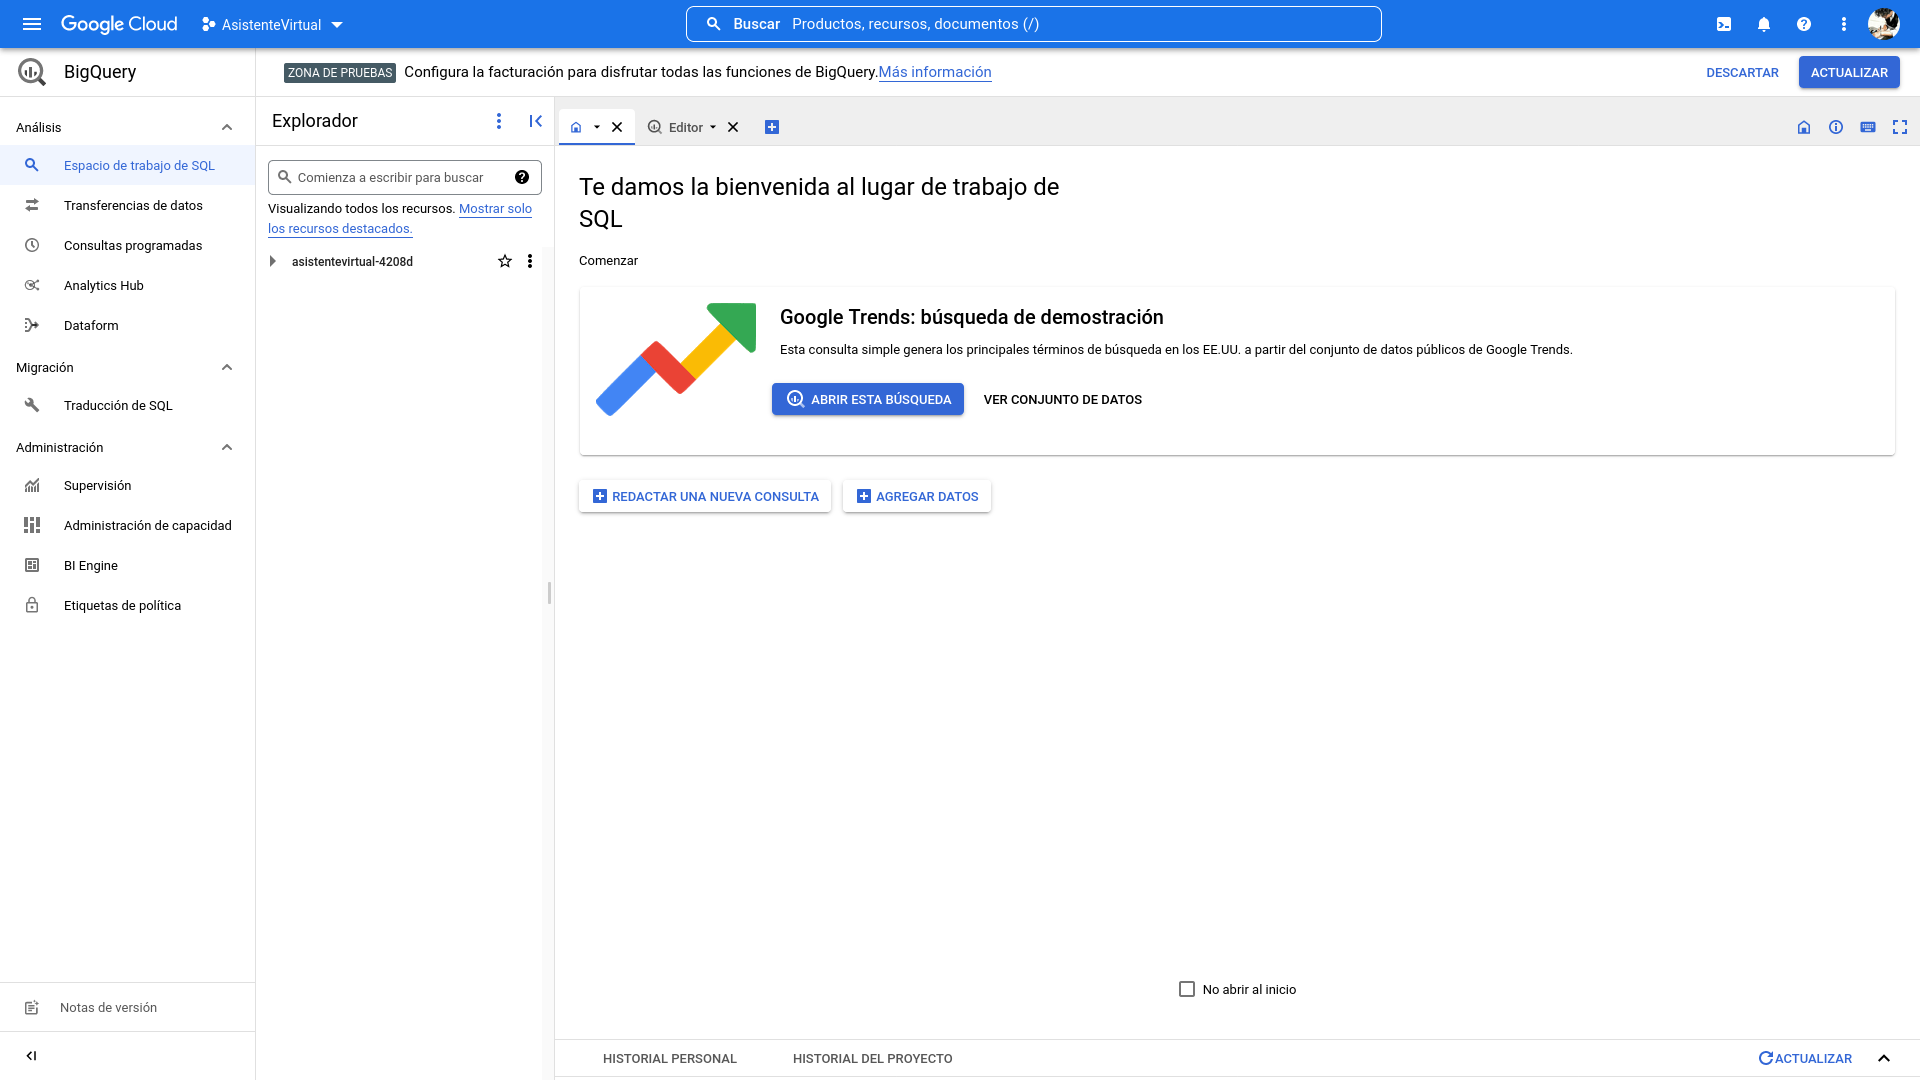 Google Cloud
AsistenteVirtual
Buscar Productos, recursos, documentos (/)
BigQuery
ZONA DE PRUEBAS Configura la facturación para disfrutar todas las funciones de BigQuery.Más información
DESCARTAR
ACTUALIZAR
Análisis
Espacio de trabajo de SQL
Transferencias de datos
Consultas programadas
Analytics Hub
Dataform
Migración
Traducción de SQL
Administración
Supervisión
Administración de capacidad
BI Engine
Etiquetas de política
Notas de versión
Explorador
Comienza a escribir para buscar
Visualizando todos los recursos. Mostrar solo
los recursos destacados.
asistentevirtual-4208d
Editor
Te damos la bienvenida al lugar de trabajo de
SQL
Comenzar
Google Trends: búsqueda de demostración
Esta consulta simple genera los principales términos de búsqueda en los EE.UU. a partir del conjunto de datos públicos de Google Trends.
ABRIR ESTA BÚSQUEDA
VER CONJUNTO DE DATOS
REDACTAR UNA NUEVA CONSULTA
AGREGAR DATOS
No abrir al inicio
HISTORIAL PERSONAL
HISTORIAL DEL PROYECTO
ACTUALIZAR